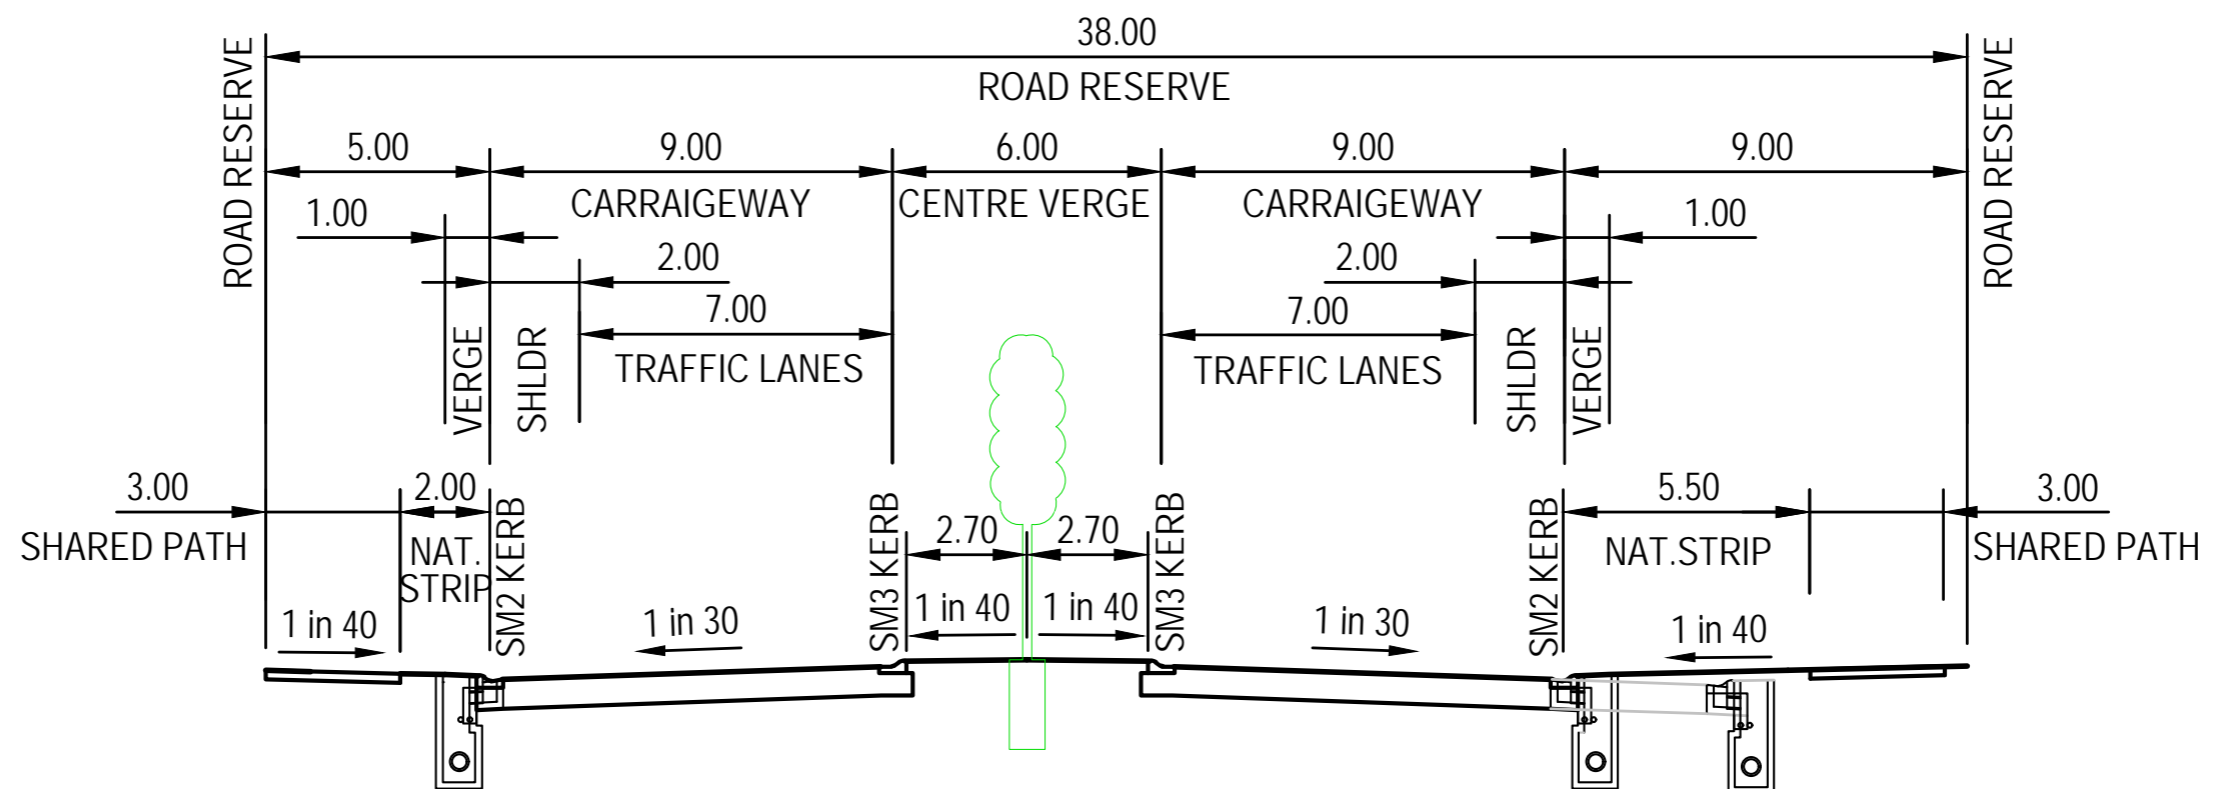 38.00
ROAD RESERVE
ROAD RESERVE
ROAD RESERVE
5.00
9.00
6.00
9.00
9.00
CARRAIGEWAY
CENTRE VERGE
CARRAIGEWAY
1.00
1.00
2.00
2.00
7.00
7.00
VERGE
SHLDR
TRAFFIC LANES
TRAFFIC LANES
SHLDR
VERGE
3.00
2.00
5.50
3.00
SHARED PATH
NAT.
STRIP
SM2 KERB
SM3 KERB
2.70
2.70
SM3 KERB
SM2 KERB
NAT.STRIP
SHARED PATH
1 in 40
1 in 30
1 in 40
1 in 40
1 in 30
1 in 40